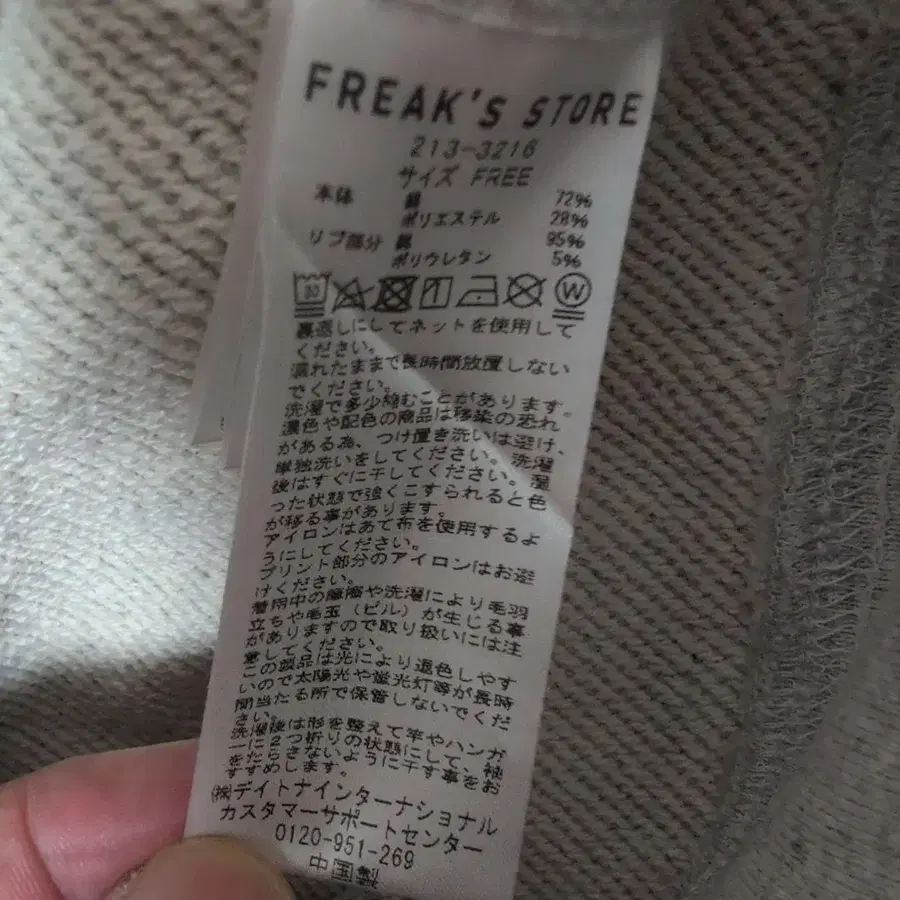 FREAK'S STORE
213-3216
サイズ FREE
本体 綿 72%
ポリエステル 28%
リブ部分 綿 95%
ポリウレタン 5%
裏返しにしてネットを使用して
ください。
濡れたままで長時間放置しない
でください。
洗濯で多少縮むことがあります。
濃色や配色の商品は移染の恐れ
がある為、つけ置き洗いは避け、
単独洗いをしてください。洗濯
後はすぐに干してください。湿
った状態で強くこすられると色
が移る事があります。
アイロンはあて布を使用するよ
うにしてください。
プリント部分のアイロンはお避
けください。
着用中の摩擦や洗濯により毛羽
立ちや毛玉（ピル）が生じる事
がありますので取り扱いには注
意してください。
この製品は光により退色しやす
いので太陽光や蛍光灯等が長時
間当たる所で保管しないでくだ
さい。
洗濯後は形を整えて竿やハンガ
ーに2つ折りの状態にして、袖
をたらさないように干す事をお
すすめします。
㈱デイトナインターナショナル
カスタマーサポートセンター
0120-951-269
中国製